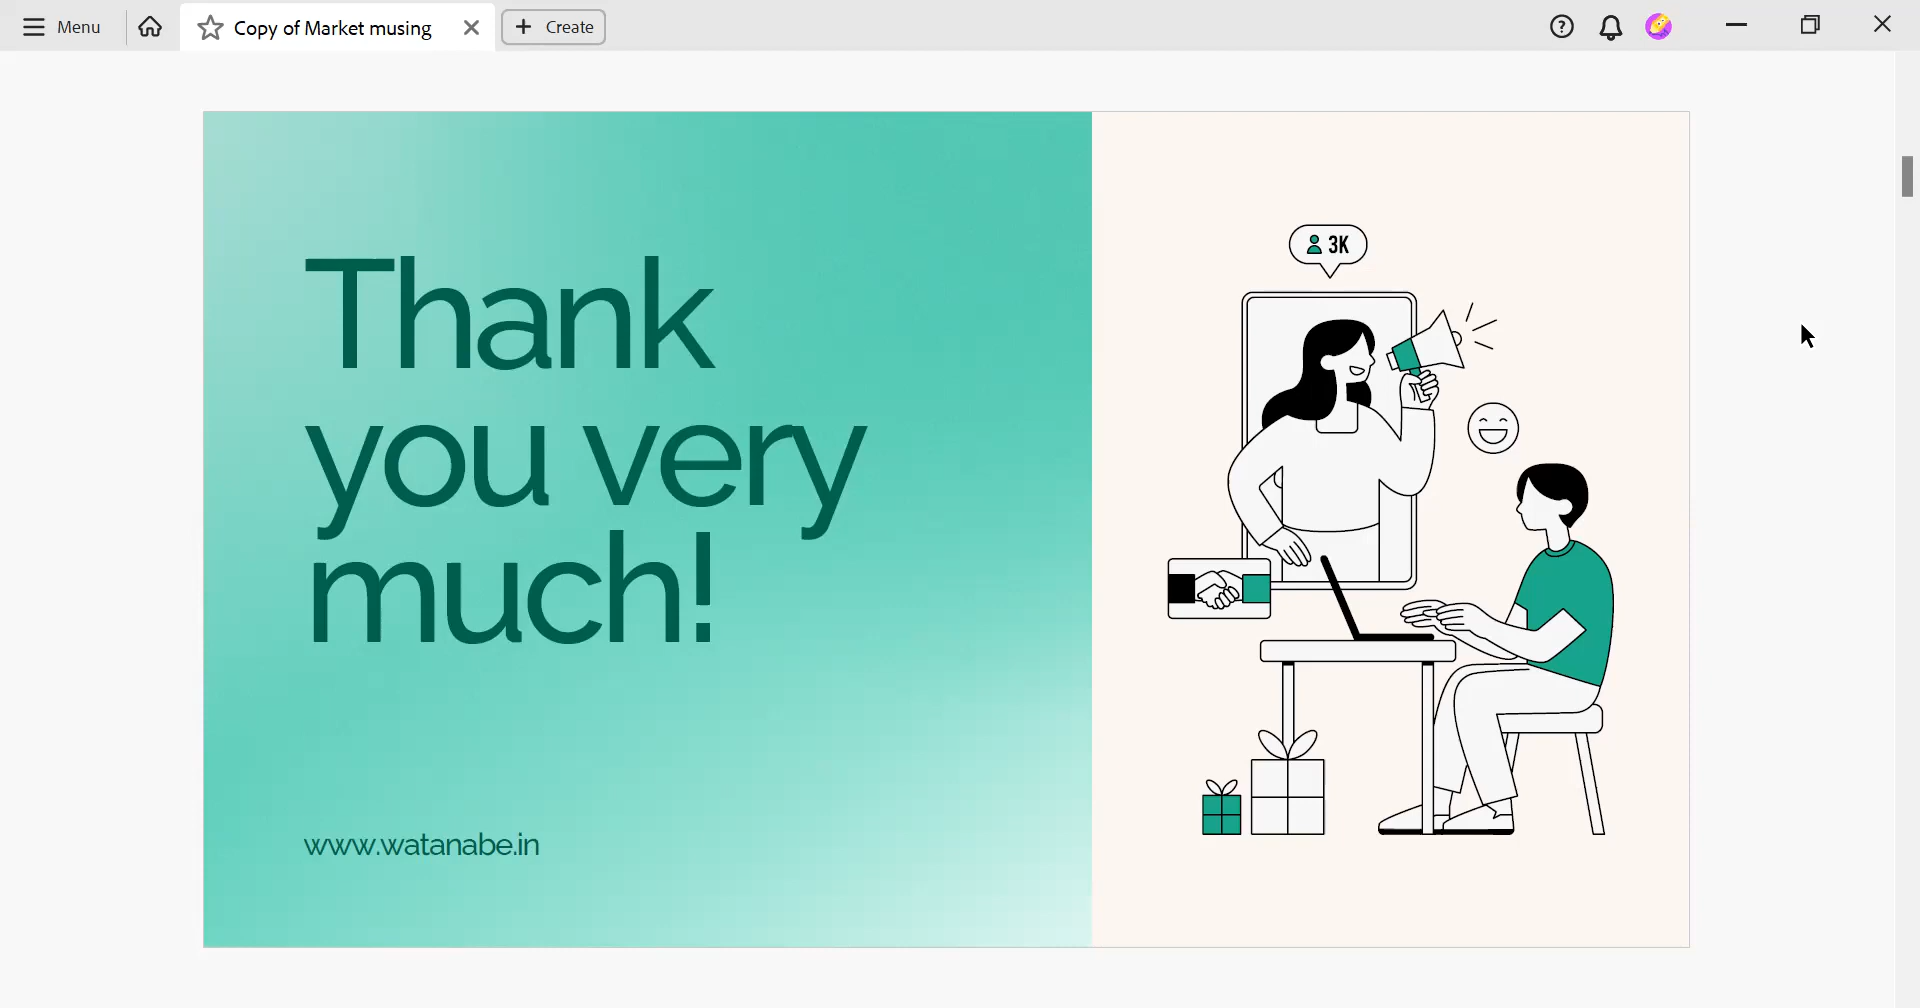 Menu
Copy of Market musing
Create
Thank
you very
much!
www.watanabe.in
3K